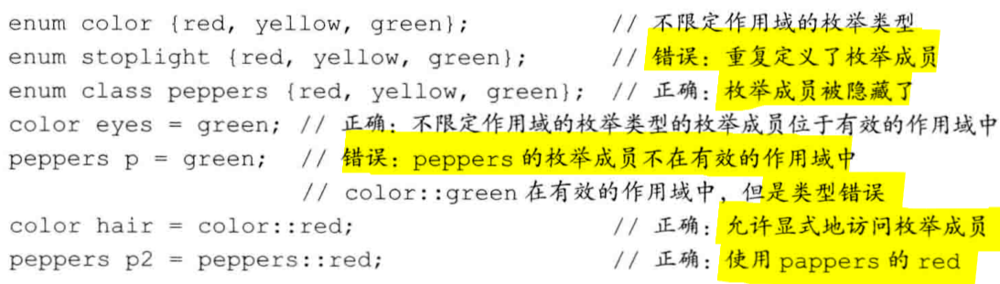 enum color {red, yellow, green}; // 不限定作用域的枚举类型
enum stoplight {red, yellow, green}; // 错误：重复定义了枚举成员
enum class peppers {red, yellow, green}; // 正确：枚举成员被隐藏了
color eyes = green; // 正确：不限定作用域的枚举类型的枚举成员位于有效的作用域中
peppers p = green; // 错误：peppers 的枚举成员不在有效的作用域中
// color::green 在有效的作用域中，但是类型错误
color hair = color::red; // 正确：允许显式地访问枚举成员
peppers p2 = peppers::red; // 正确：使用 pappers 的 red